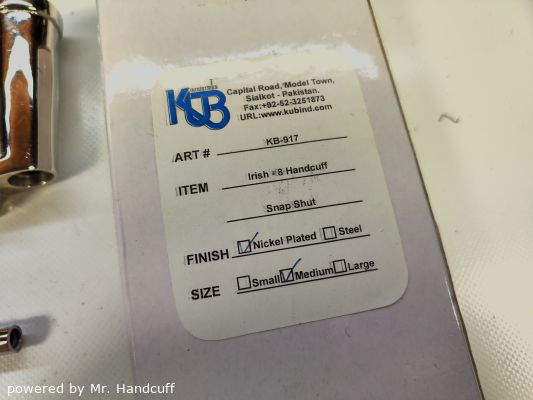 INDUSTRIES
KUB
Capital Road, Model Town,
Sialkot - Pakistan.
Fax:+92-52-3251873
URL:www.kubind.com
ART # KB-917
ITEM Irish #8 Handcuff
Snap Shut
FINISH Nickel Plated Steel
SIZE Small Medium Large
powered by Mr. Handcuff